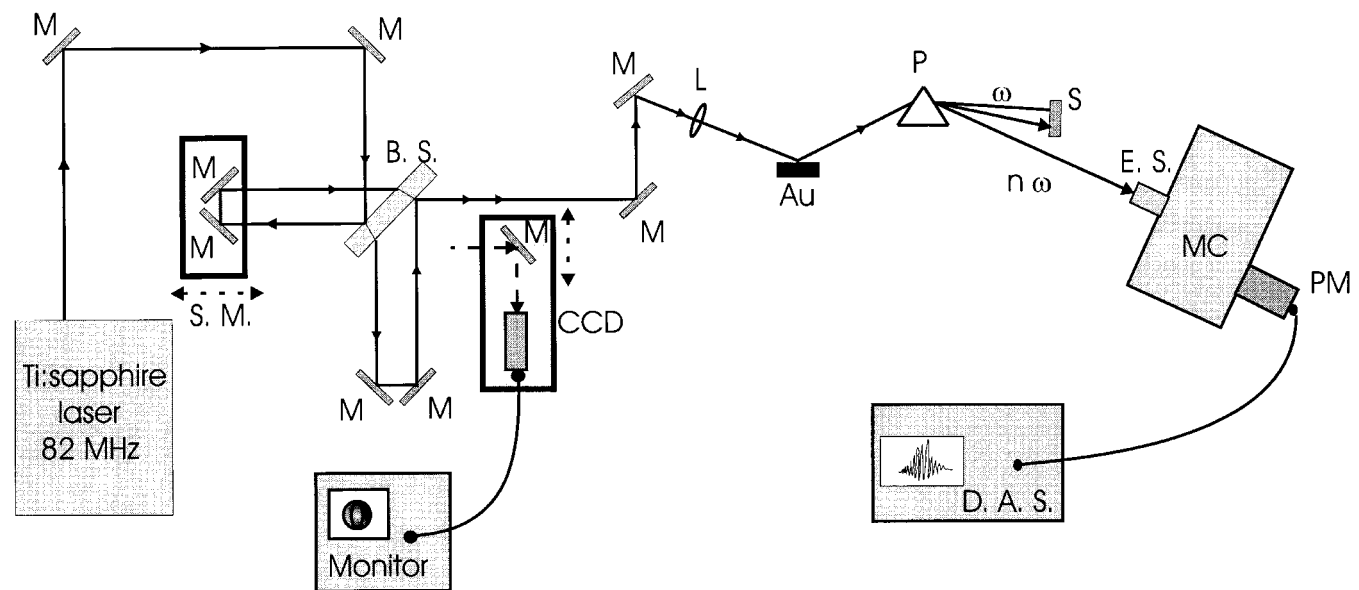 M
M
M
L
P
ω
S
M
B. S.
E. S.
Au
n ω
M
M
M
MC
S. M.
CCD
PM
Ti:sapphire
laser
82 MHz
M
M
D. A. S.
Monitor